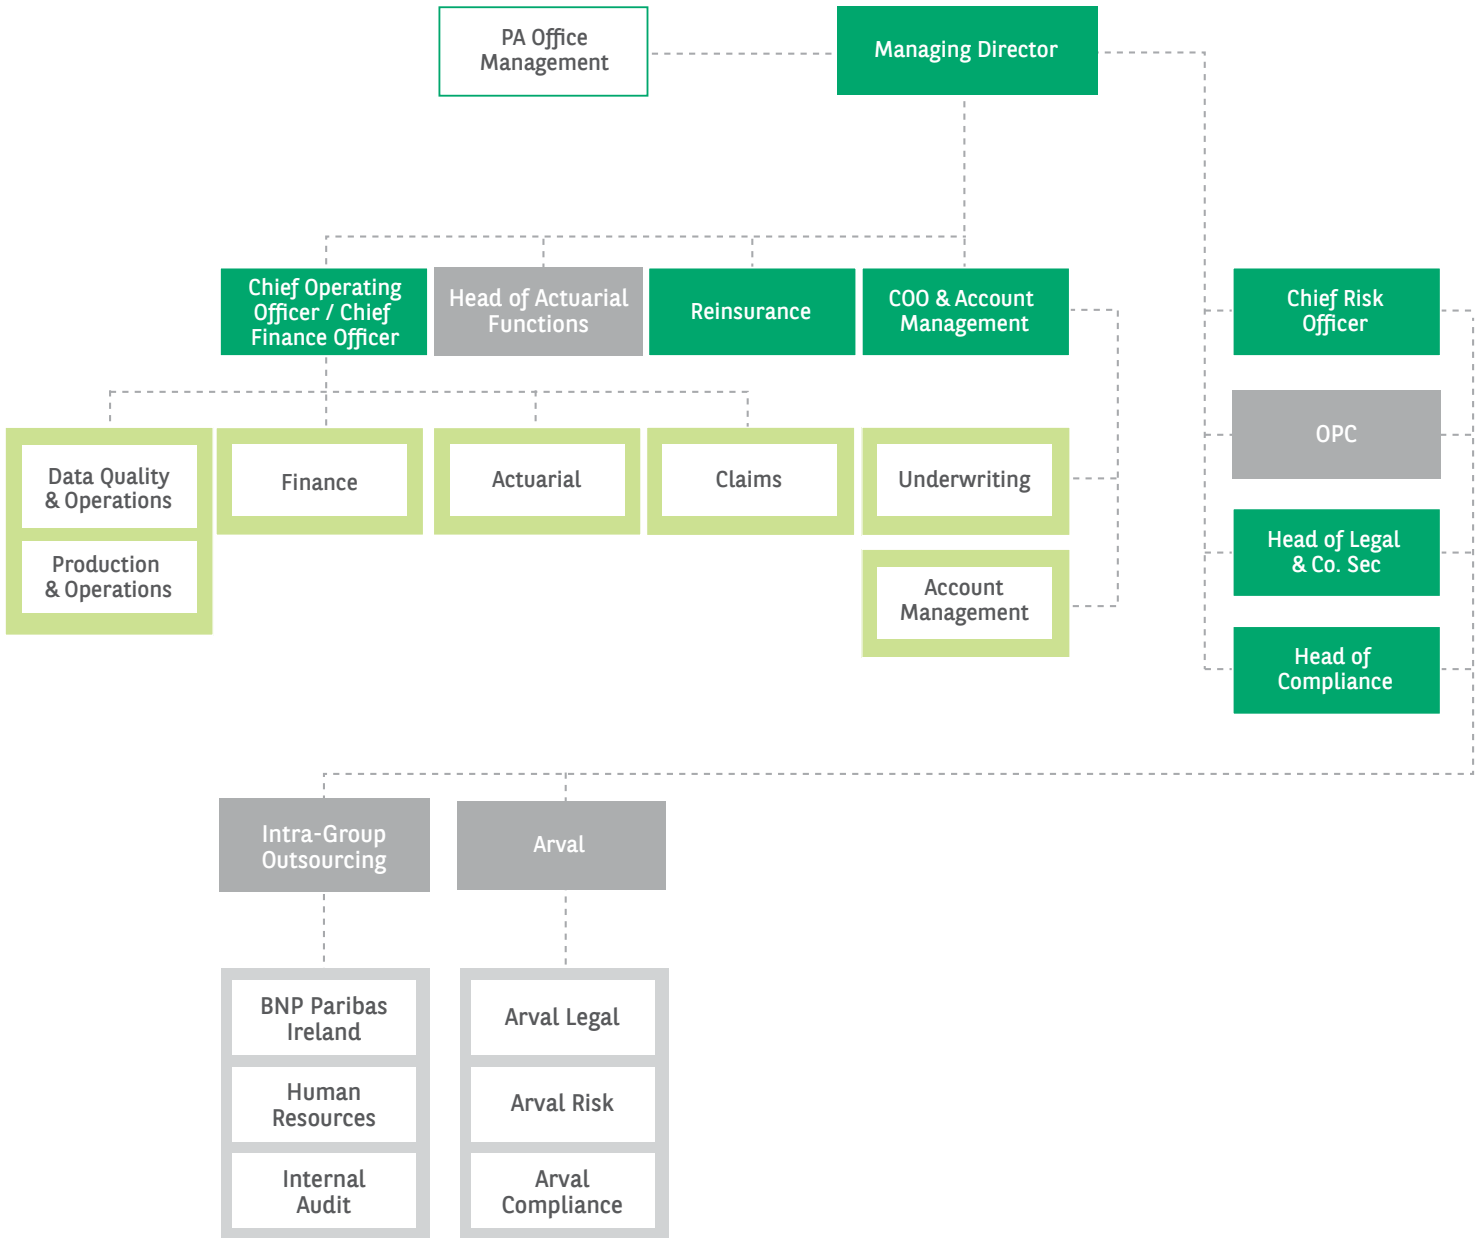 PA Office
Management
Managing Director
Chief Operating
Officer / Chief
Finance Officer
Head of Actuarial
Functions
Reinsurance
COO & Account
Management
Chief Risk
Officer
OPC
Head of Legal
& Co. Sec
Head of
Compliance
Data Quality
& Operations
Production
& Operations
Finance
Actuarial
Claims
Underwriting
Account
Management
Intra-Group
Outsourcing
Arval
BNP Paribas
Ireland
Human
Resources
Internal
Audit
Arval Legal
Arval Risk
Arval
Compliance